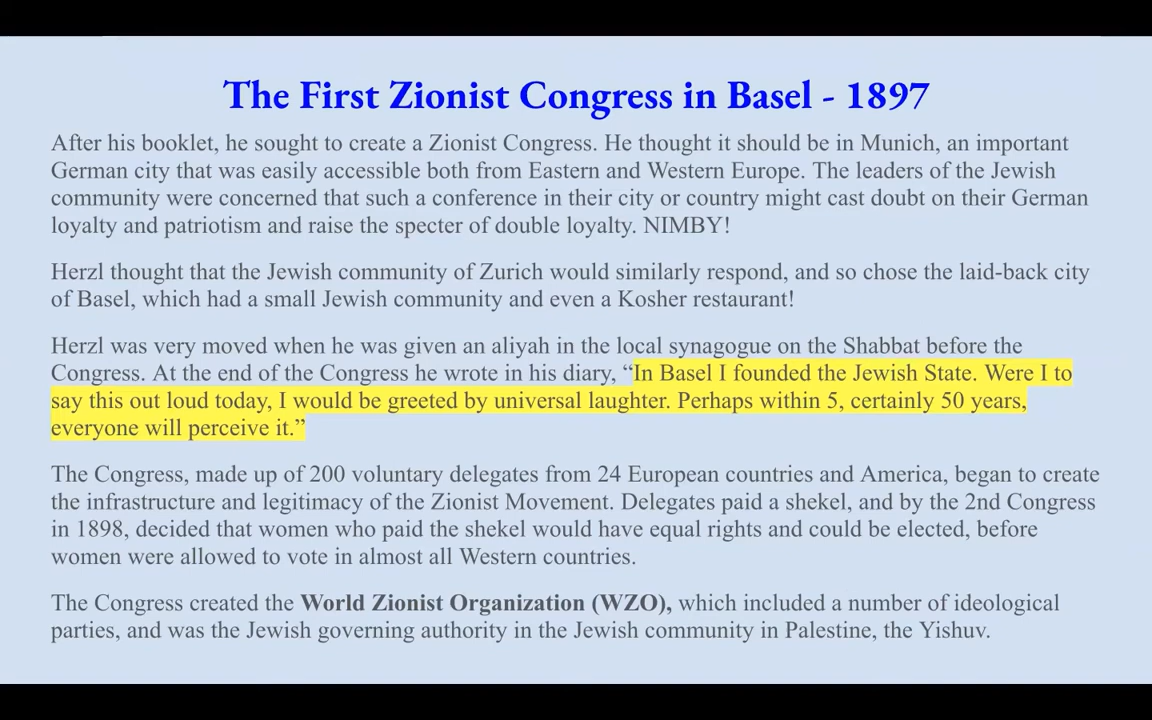 The First Zionist Congress in Basel - 1897
After his booklet, he sought to create a Zionist Congress. He thought it should be in Munich, an important
German city that was easily accessible both from Eastern and Western Europe. The leaders of the Jewish
community were concerned that such a conference in their city or country might cast doubt on their German
loyalty and patriotism and raise the specter of double loyalty. NIMBY!
Herzl thought that the Jewish community of Zurich would similarly respond, and so chose the laid-back city
of Basel, which had a small Jewish community and even a Kosher restaurant!
Herzl was very moved when he was given an aliyah in the local synagogue on the Shabbat before the
Congress. At the end of the Congress he wrote in his diary, “In Basel I founded the Jewish State. Were I to
say this out loud today, I would be greeted by universal laughter. Perhaps within 5, certainly 50 years,
everyone will perceive it.”
The Congress, made up of 200 voluntary delegates from 24 European countries and America, began to create
the infrastructure and legitimacy of the Zionist Movement. Delegates paid a shekel, and by the 2nd Congress
in 1898, decided that women who paid the shekel would have equal rights and could be elected, before
women were allowed to vote in almost all Western countries.
The Congress created the World Zionist Organization (WZO), which included a number of ideological
parties, and was the Jewish governing authority in the Jewish community in Palestine, the Yishuv.